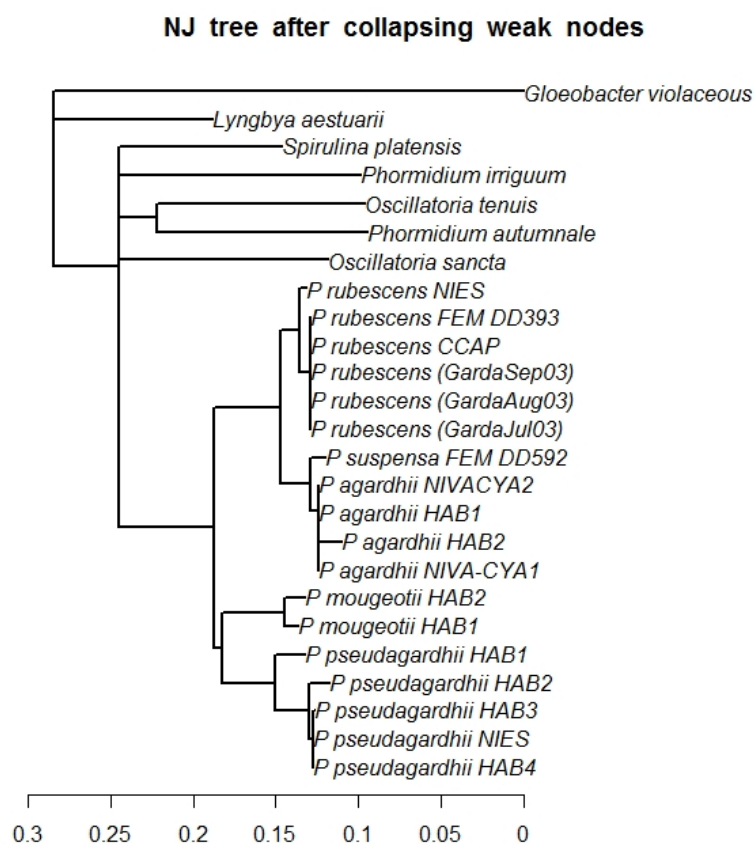 NJ tree after collapsing weak nodes
Gloeobacter violaceous
Lyngbya aestuarii
Spirulina platensis
Phormidium irriguum
Oscillatoria tenuis
Phormidium autumnale
Oscillatoria sancta
P rubescens NIES
P rubescens FEM DD393
P rubescens CCAP
P rubescens (GardaSep03)
P rubescens (GardaAug03)
P rubescens (GardaJul03)
P suspensa FEM DD592
P agardhii NIVACYA2
P agardhii HAB1
P agardhii HAB2
P agardhii NIVA-CYA1
P mougeotii HAB2
P mougeotii HAB1
P pseudagardhii HAB1
P pseudagardhii HAB2
P pseudagardhii HAB3
P pseudagardhii NIES
P pseudagardhii HAB4
0.3 0.25 0.2 0.15 0.1 0.05 0